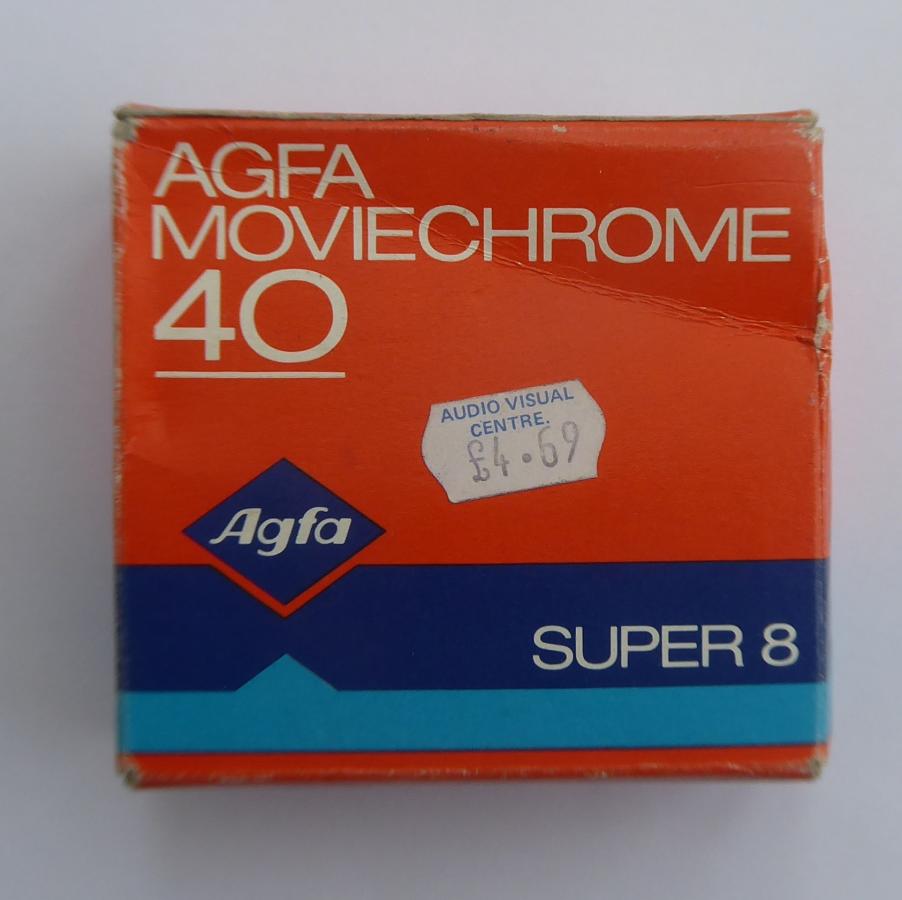 AGFA
MOVIECHROME
40
AUDIO VISUAL
CENTRE.
£4.69
Agfa
SUPER 8